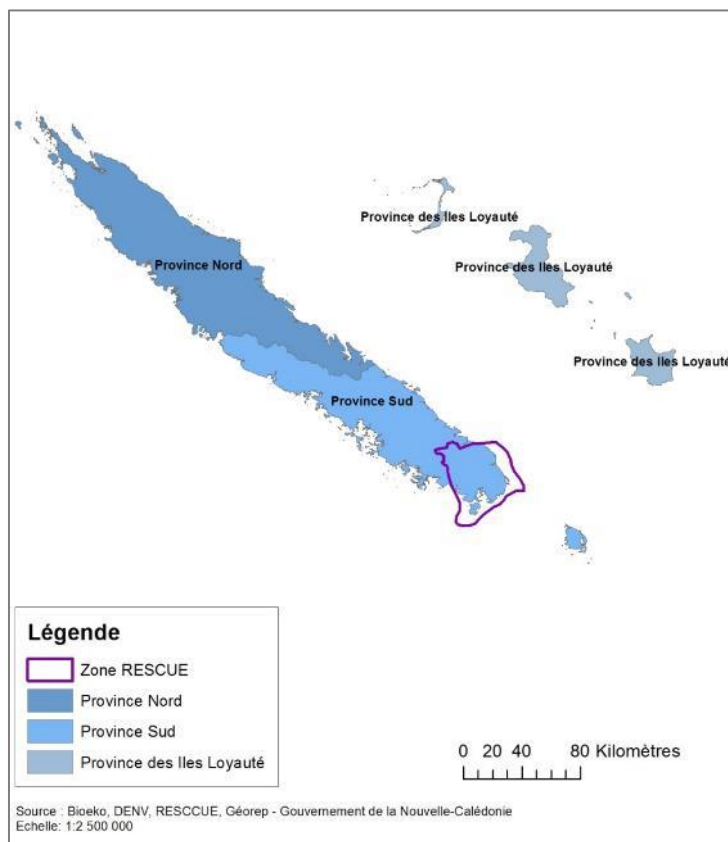 Province des Iles Loyauté
Province Nord
Province des Iles Loyauté
Province des Iles Loyauté
Province Sud
Légende
Zone RESCUE
Province Nord
Province Sud
Province des Iles Loyauté
0 20 40 80 Kilomètres
Source : Bioeko, DENV, RESCCUE, Géorep - Gouvernement de la Nouvelle-Calédonie
Echelle: 1:2 500 000